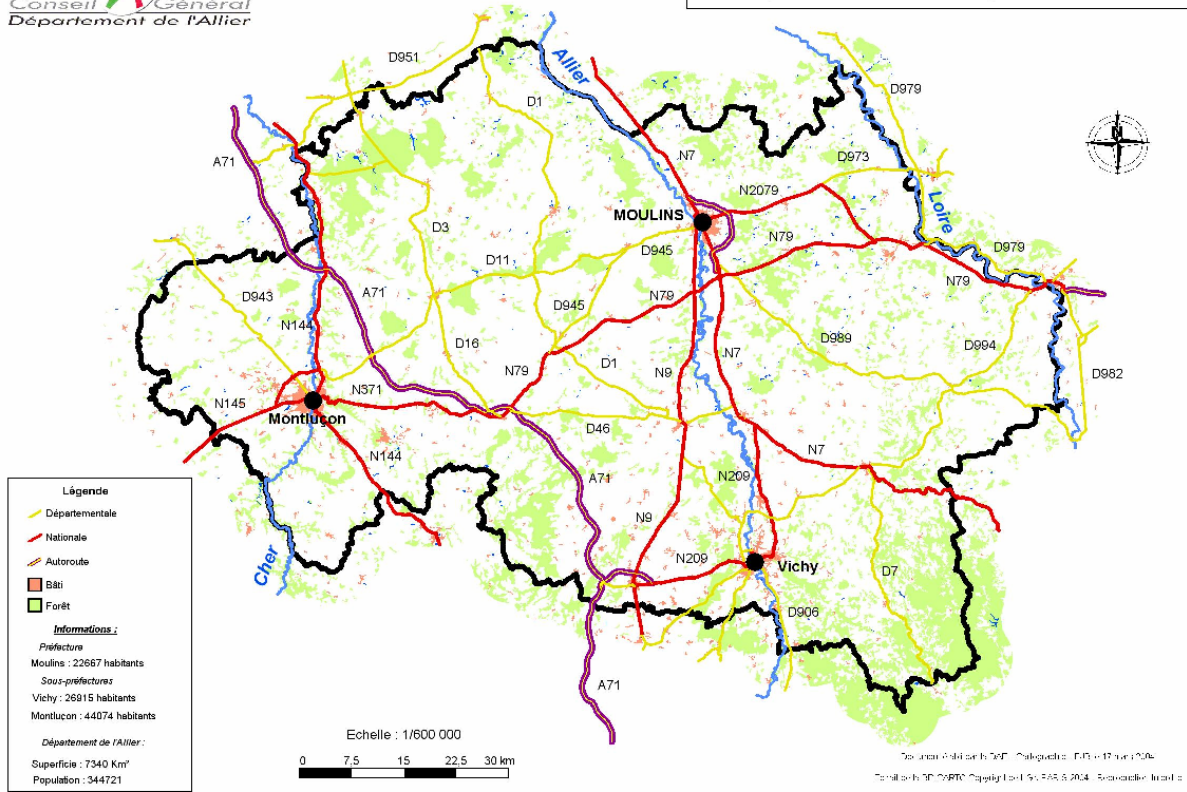 Conseil Général
Département de l'Allier
Allier
D951
D979
D1
A71
N7
D973
N2079
MOULINS
Loire
D3
N79
D945
D979
D11
N79
A71
D943
N79
D945
N144
D989
D16
D1
N7
D994
N79
N9
D982
N371
N145
Montluçon
D46
N7
N144
A71
N209
N9
N209
Vichy
D7
Cher
D906
A71
N
Légende
Départementale
Nationale
Autoroute
Bâti
Forêt
Informations :
Préfecture
Moulins : 22667 habitants
Sous-préfectures
Vichy : 26915 habitants
Montluçon : 44074 habitants
Département de l'Allier :
Superficie : 7340 Km²
Population : 344721
Echelle : 1/600 000
0 7,5 15 22,5 30 km